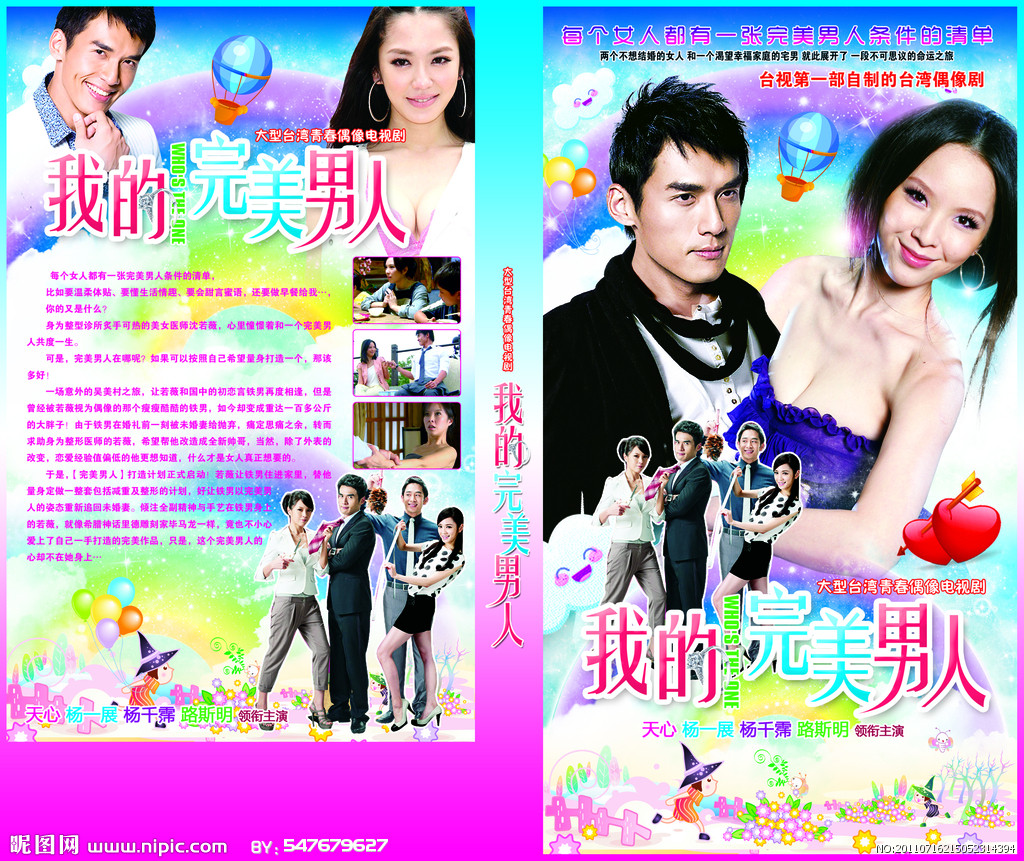 大型台湾青春偶像电视剧
我的完美男人
WHO'S THE ONE
每个女人都有一张完美男人条件的清单，
比如要温柔体贴、要懂生活情趣、要会甜言蜜语，还要做早餐给我…，
你的又是什么？
身为整型诊所炙手可热的美女医师沈若薇，心里憧憬着和一个完美男
人共度一生。
可是，完美男人在哪呢？如果可以按照自己希望量身打造一个，那该
多好！
一场意外的吴美村之旅，让若薇和国中的初恋言铁男再度相逢，但是
曾经被若薇视为偶像的那个瘦瘦酷酷的铁男，如今却变成重达一百多公斤
的大胖子！由于铁男在婚礼前一刻被未婚妻给抛弃，痛定思痛之余，转而
求助身为整形医师的若薇，希望帮他改造成全新帅哥，当然，除了外表的
改变，恋爱经验值偏低的他更想知道，什么才是女人真正想要的。
于是，【完美男人】打造计划正式启动！若薇让铁男住进家里，替他
量身定做一整套包括减重及整形的计划，好让铁男以完美男
人的姿态重新追回未婚妻。倾注全副精神与手艺在铁男身上
的若薇，就像希腊神话里德雕刻家毕马龙一样，竟也不小心
爱上了自己一手打造的完美作品，只是，这个完美男人的
心却不在她身上…
天心 杨一展 杨千霈 路斯明 领衔主演
大型台湾青春偶像电视剧
我的完美男人
每个女人都有一张完美男人条件的清单
两个不想结婚的女人 和一个渴望幸福家庭的宅男 就此展开了 一段不可思议的命运之旅
台视第一部自制的台湾偶像剧
大型台湾青春偶像电视剧
我的完美男人
WHO'S THE ONE
天心 杨一展 杨千霈 路斯明 领衔主演
昵图网 www.nipic.com BY: 547679627
NO:20110716215052314394